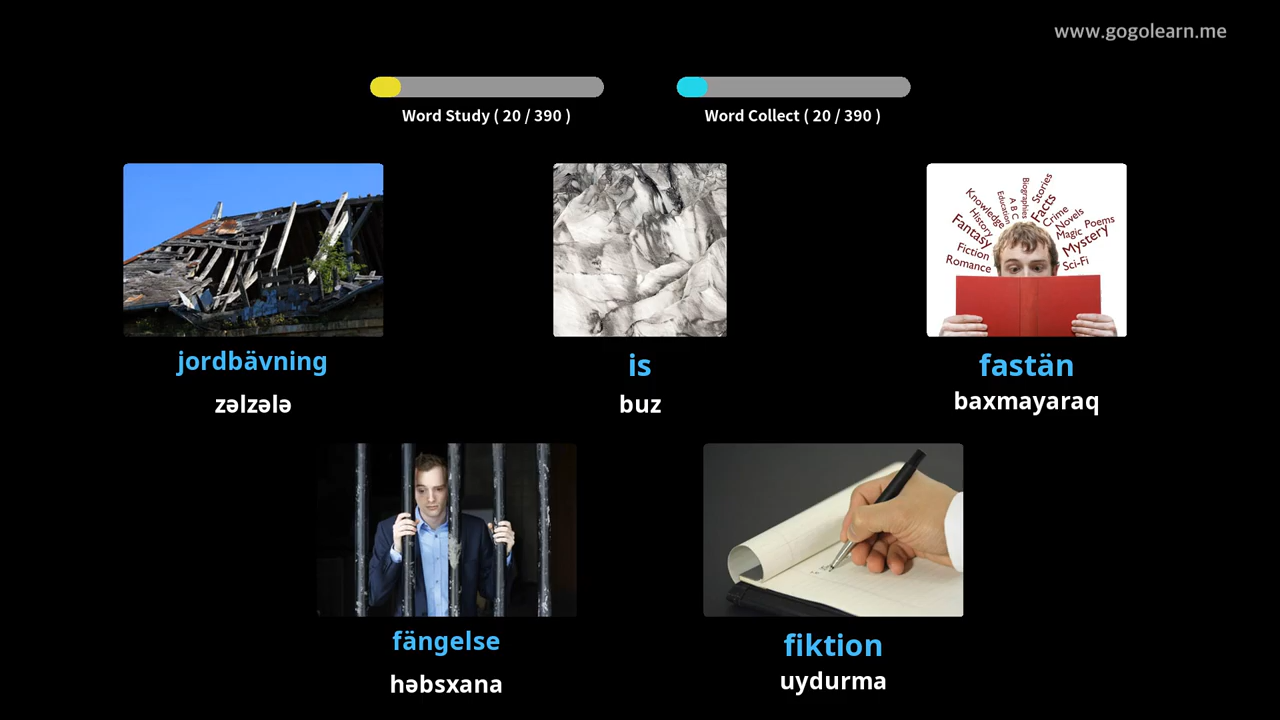 www.gogolearn.me
Word Study ( 20 / 390 )
Word Collect ( 20 / 390 )
Knowledge
History
Fantasy
Fiction
Romance
Education
A B C
Biographies
Stories
Facts
Crime
Novels
Magic
Poems
Mystery
Sci-Fi
jordbävning
is
fastän
zəlzələ
buz
baxmayaraq
fängelse
fiktion
həbsxana
uydurma